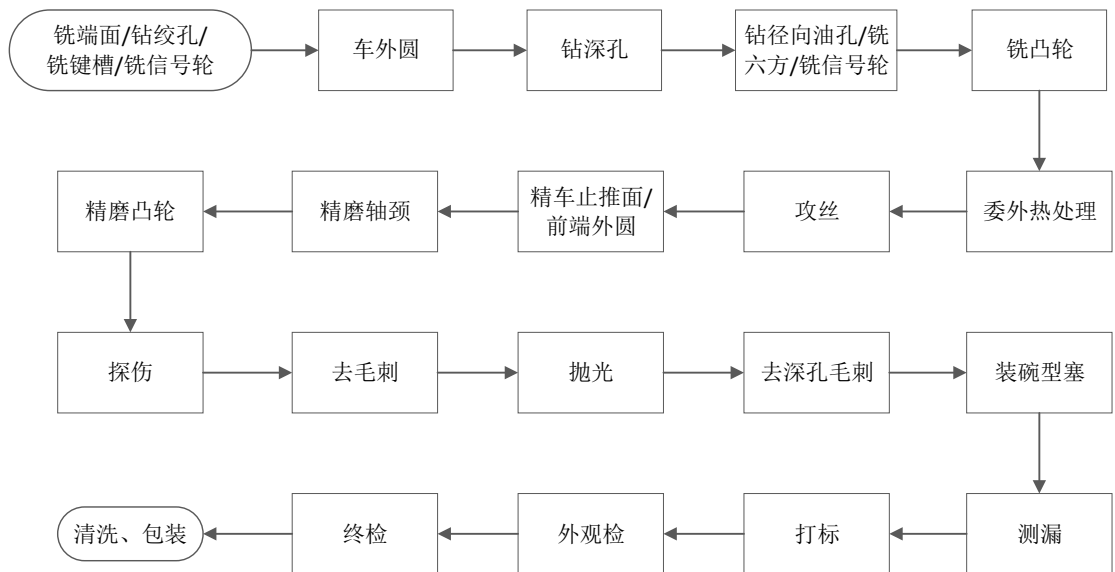 铣端面/钻绞孔/
铣键槽/铣信号轮
车外圆
钻深孔
钻径向油孔/铣
六方/铣信号轮
铣凸轮
委外热处理
攻丝
精车止推面/
前端外圆
精磨轴颈
精磨凸轮
探伤
去毛刺
抛光
去深孔毛刺
装碗型塞
测漏
打标
外观检
终检
清洗、包装